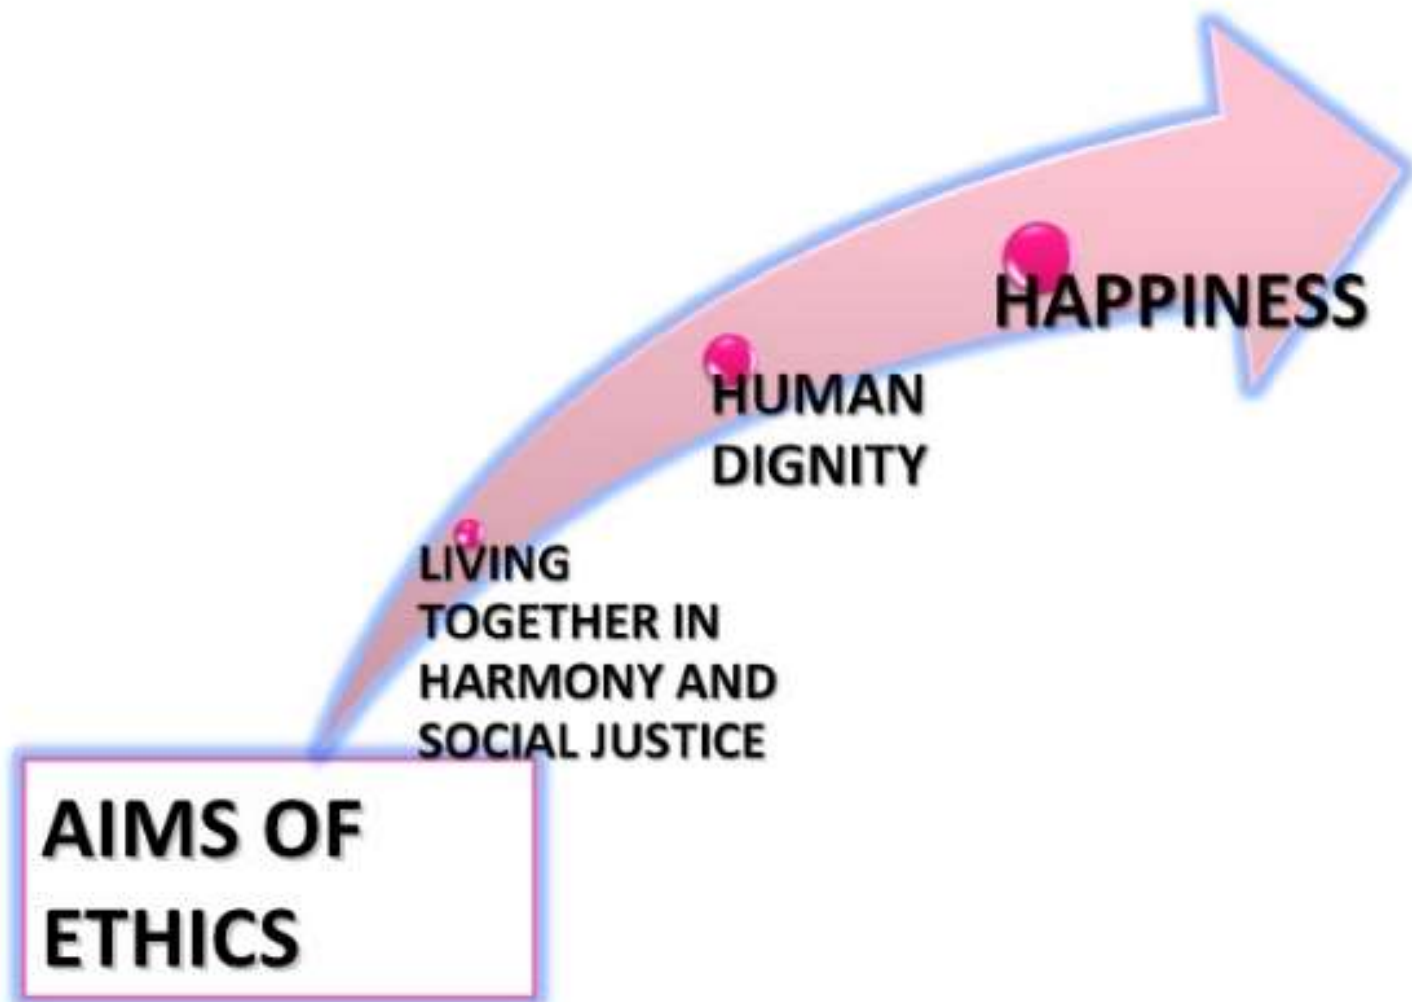 HAPPINESS
HUMAN
DIGNITY
LIVING
TOGETHER IN
HARMONY AND
SOCIAL JUSTICE
AIMS OF
ETHICS